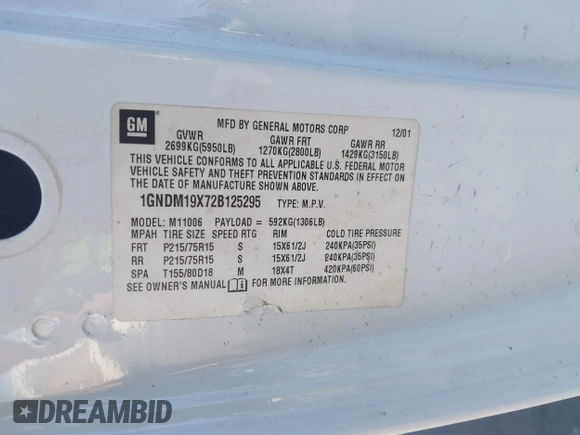 GM
MFD BY GENERAL MOTORS CORP 12/01
GVWR GAWR FRT GAWR RR
2699KG(5950LB) 1270KG(2800LB) 1429KG(3150LB)
THIS VEHICLE CONFORMS TO ALL APPLICABLE U.S. FEDERAL MOTOR
VEHICLE SAFETY AND THEFT PREVENTION STANDARDS IN EFFECT ON
THE DATE OF MANUFACTURE SHOWN ABOVE.
1GNDM19X72B125295 TYPE: M.P.V.
MODEL: M11006 PAYLOAD = 592KG(1306LB)
MPAH TIRE SIZE SPEED RTG RIM COLD TIRE PRESSURE
FRT P215/75R15 S 15X61/2J 240KPA(35PSI)
RR P215/75R15 S 15X61/2J 240KPA(35PSI)
SPA T155/80D18 M 18X4T 420KPA(60PSI)
SEE OWNER'S MANUAL i FOR MORE INFORMATION.
DREAMBID